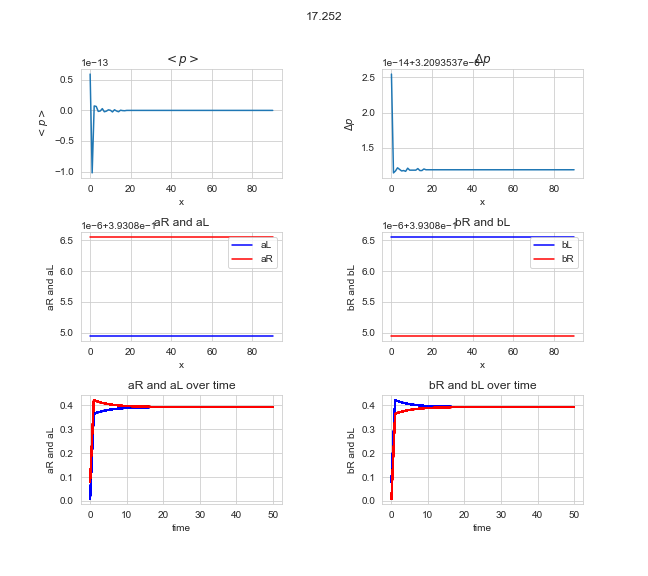 17.252
< p >
Δp
1e−13
1e−14+3.2093537e−6
0.5
0.0
−0.5
−1.0
< p >
2.5
2.0
1.5
Δp
0 20 40 60 80
x
0 20 40 60 80
x
aR and aL
bR and bL
1e−6+3.9308e−1
1e−6+3.9308e−1
6.5
6.0
5.5
5.0
aR and aL
aL
aR
6.5
6.0
5.5
5.0
bR and bL
bL
bR
0 20 40 60 80
x
0 20 40 60 80
x
aR and aL over time
bR and bL over time
0.4
0.3
0.2
0.1
0.0
aR and aL
0.4
0.3
0.2
0.1
0.0
bR and bL
0 10 20 30 40 50
time
0 10 20 30 40 50
time